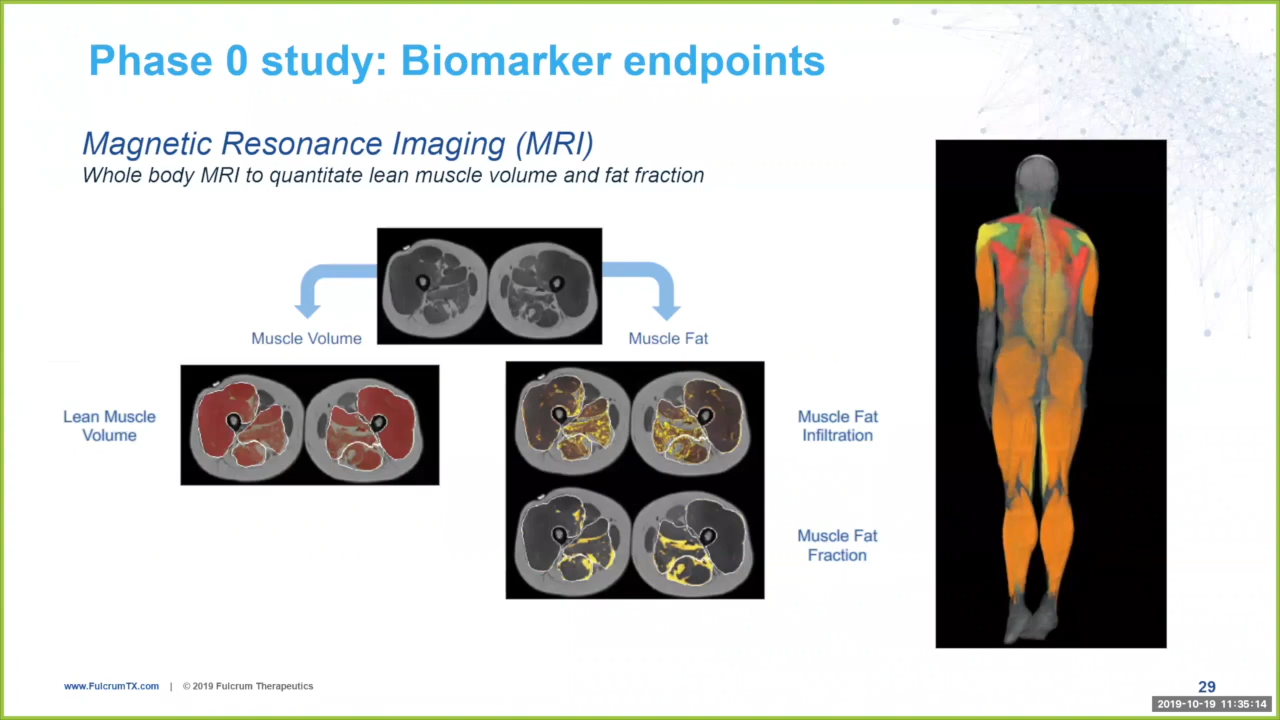 Phase 0 study: Biomarker endpoints
Magnetic Resonance Imaging (MRI)
Whole body MRI to quantitate lean muscle volume and fat fraction
Muscle Volume
Muscle Fat
Lean Muscle
Volume
Muscle Fat
Infiltration
Muscle Fat
Fraction
www.FulcrumTX.com | © 2019 Fulcrum Therapeutics
29
2019-10-19 11:35:14